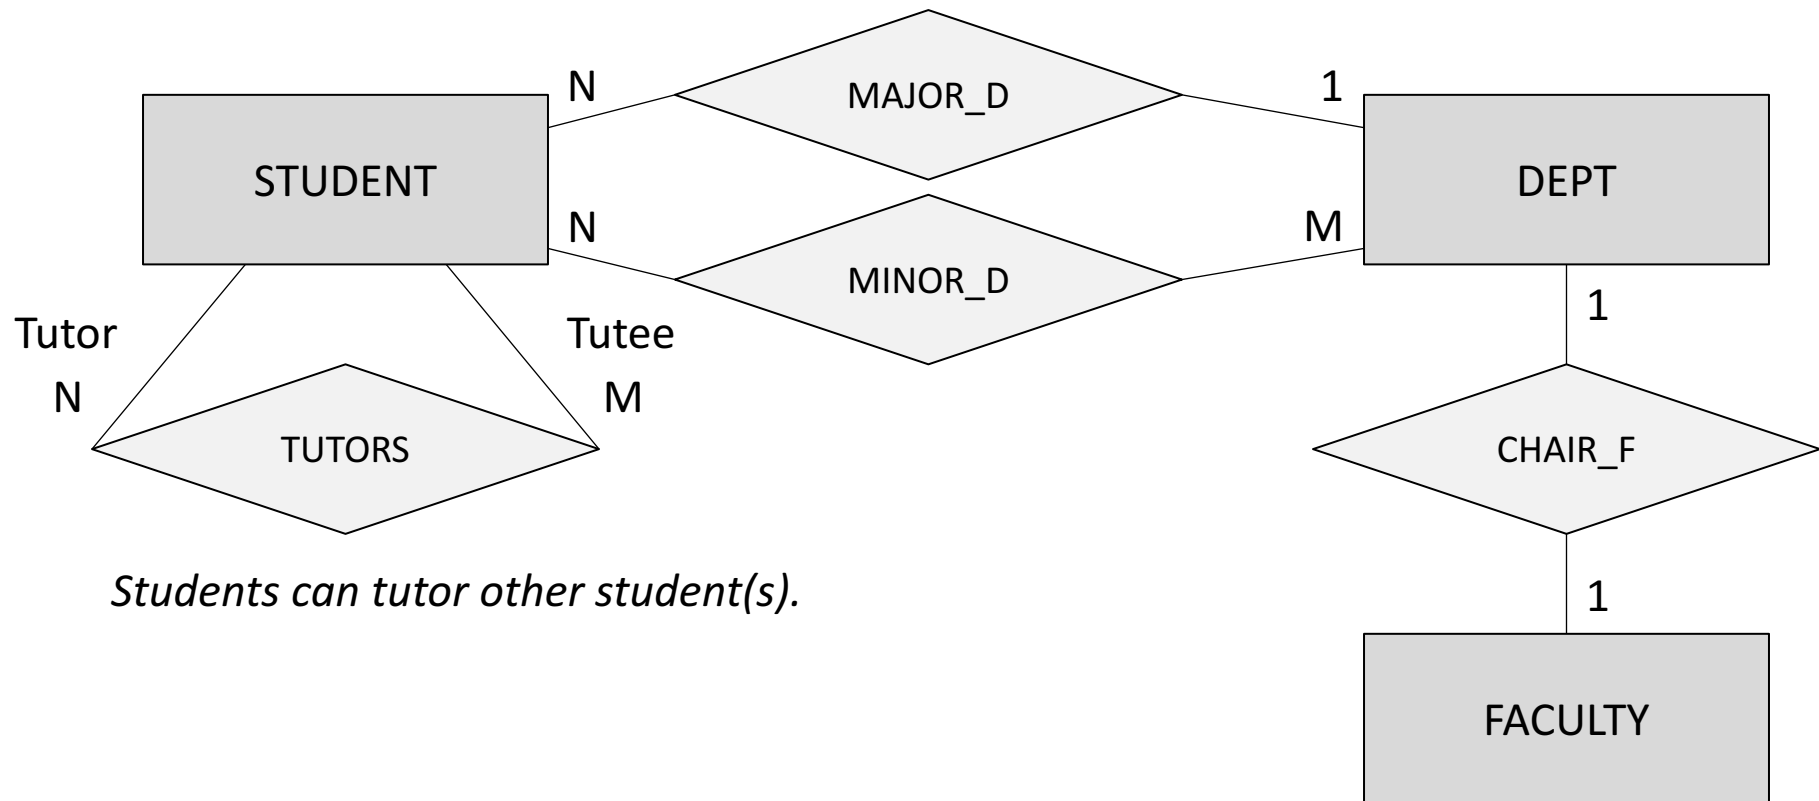 N
MAJOR_D
1
STUDENT
DEPT
N
MINOR_D
M
Tutor
N
Tutee
M
1
TUTORS
CHAIR_F
Students can tutor other student(s).
1
FACULTY